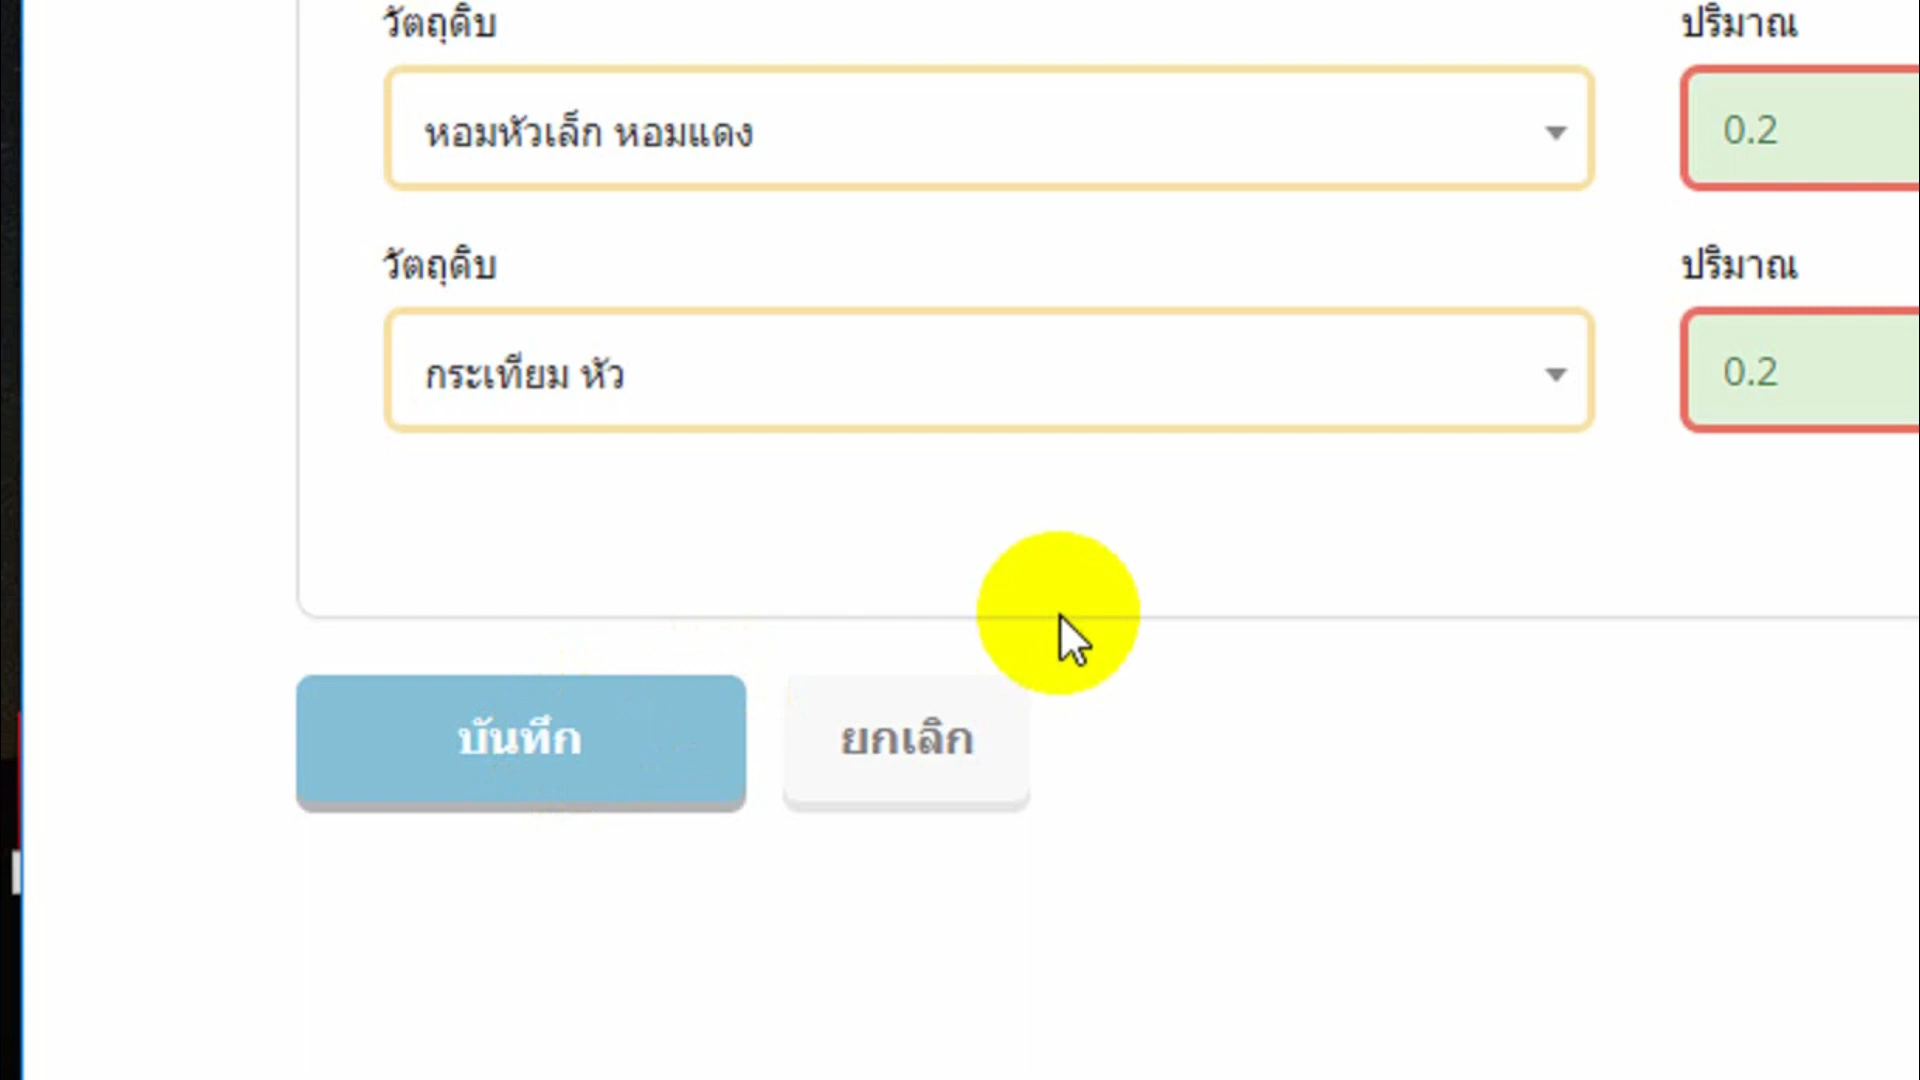 วัตถุดิบ ปริมาณ
หอมหัวเล็ก หอมแดง 0.2
วัตถุดิบ ปริมาณ
กระเทียม หัว 0.2
บันทึก ยกเลิก